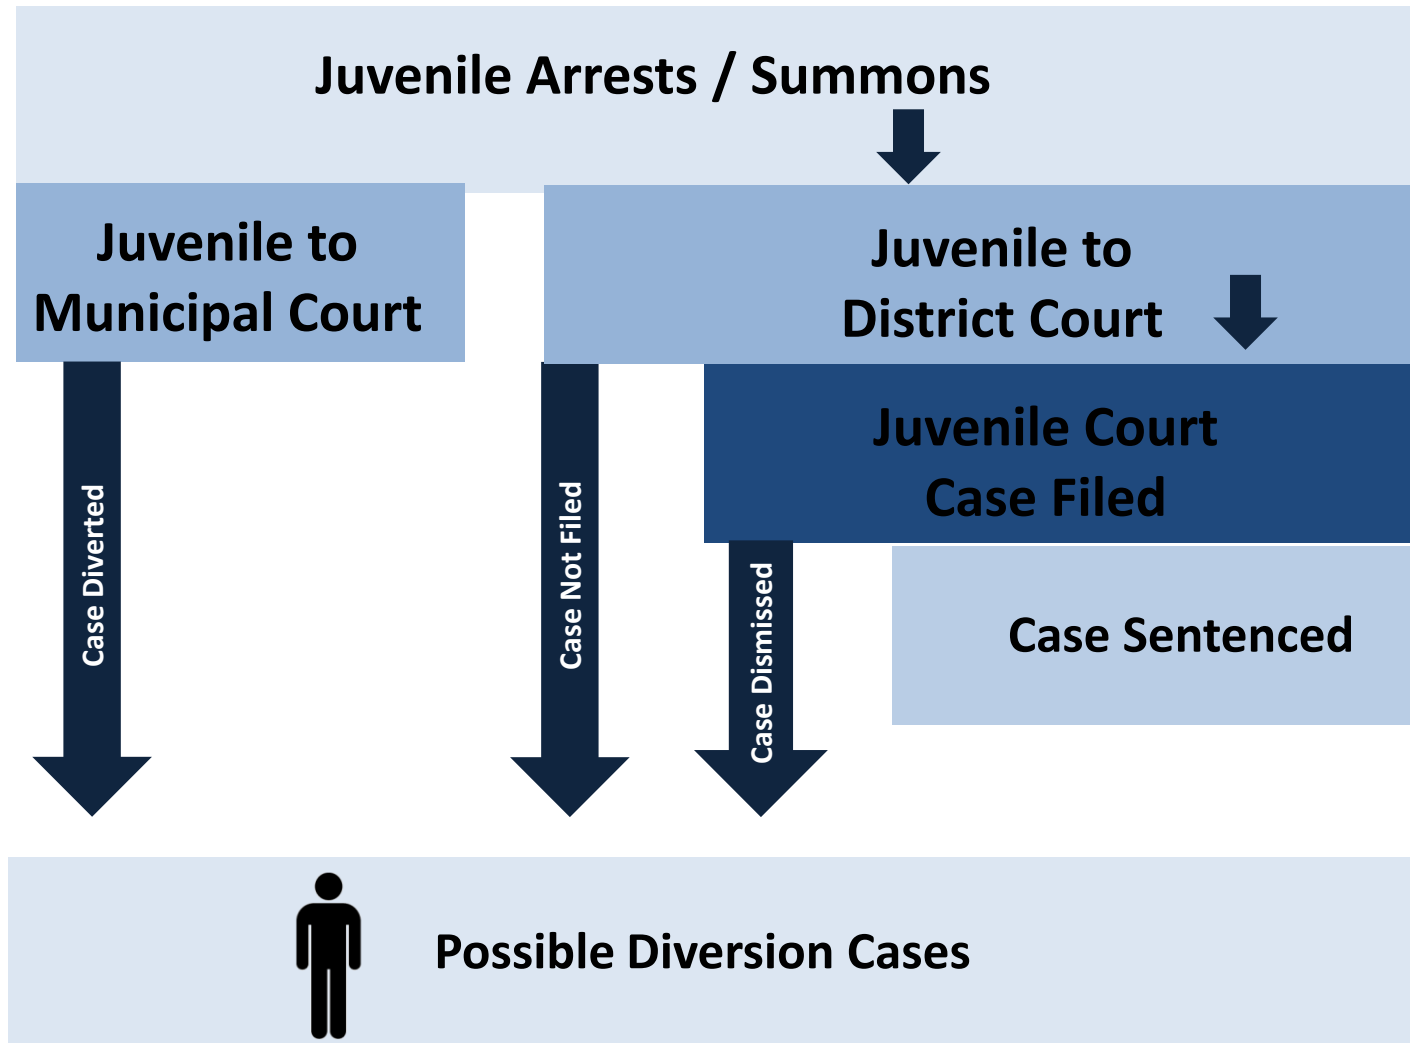 Juvenile Arrests / Summons
Juvenile to
Municipal Court
Juvenile to
District Court
Juvenile Court
Case Filed
Case Diverted
Case Not Filed
Case Dismissed
Case Sentenced
Possible Diversion Cases